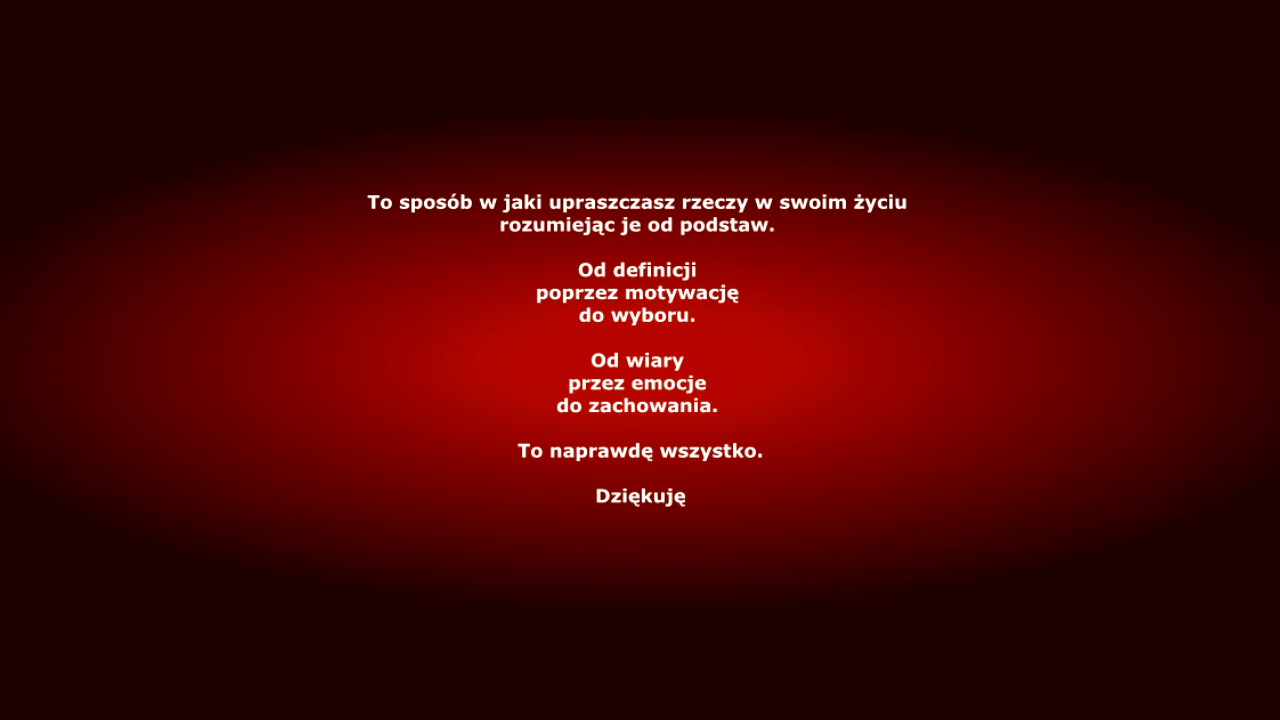 To sposób w jaki upraszczasz rzeczy w swoim życiu
rozumiejąc je od podstaw.
Od definicji
poprzez motywację
do wyboru.
Od wiary
przez emocje
do zachowania.
To naprawdę wszystko.
Dziękuję